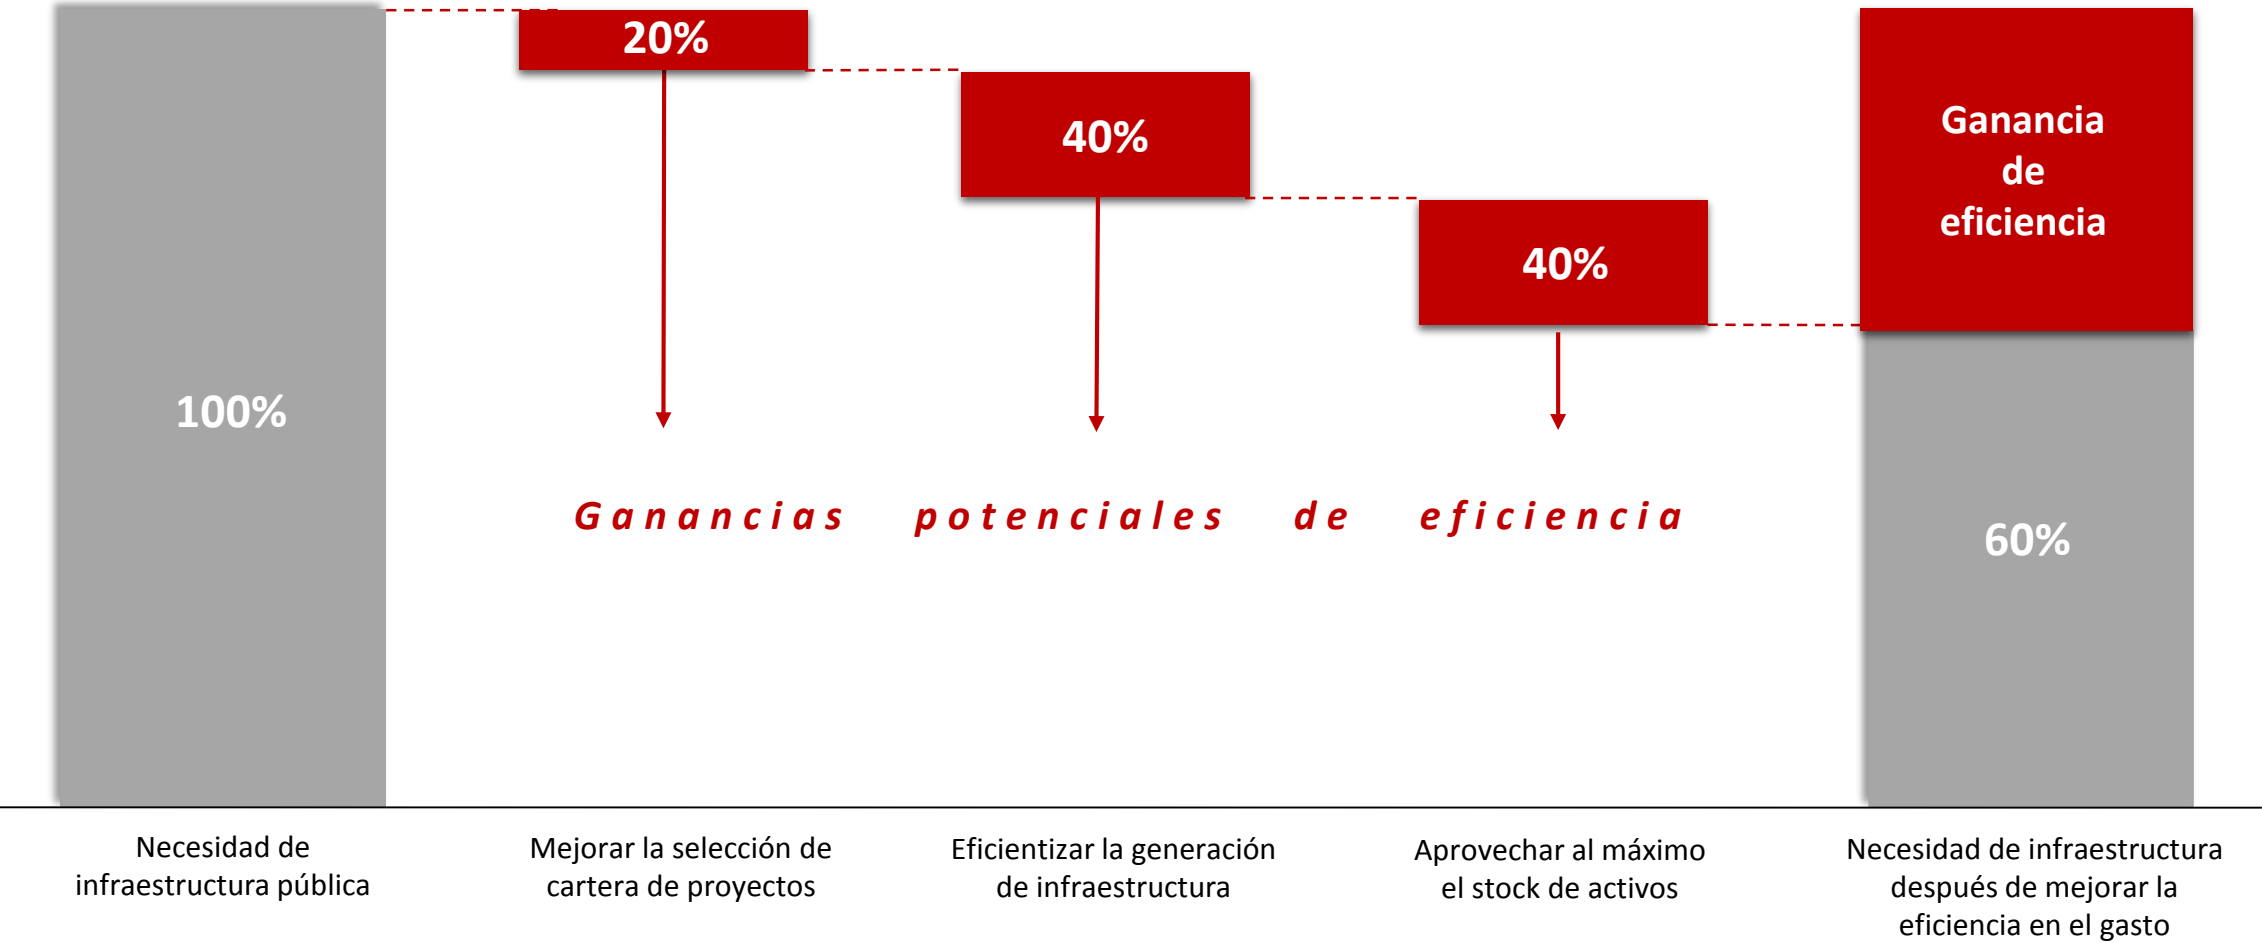 20%
40%
40%
Ganancia
de
eficiencia
100%
Ganancias potenciales de eficiencia
60%
Necesidad de
infraestructura pública
Mejorar la selección de
cartera de proyectos
Eficientizar la generación
de infraestructura
Aprovechar al máximo
el stock de activos
Necesidad de infraestructura
después de mejorar la
eficiencia en el gasto